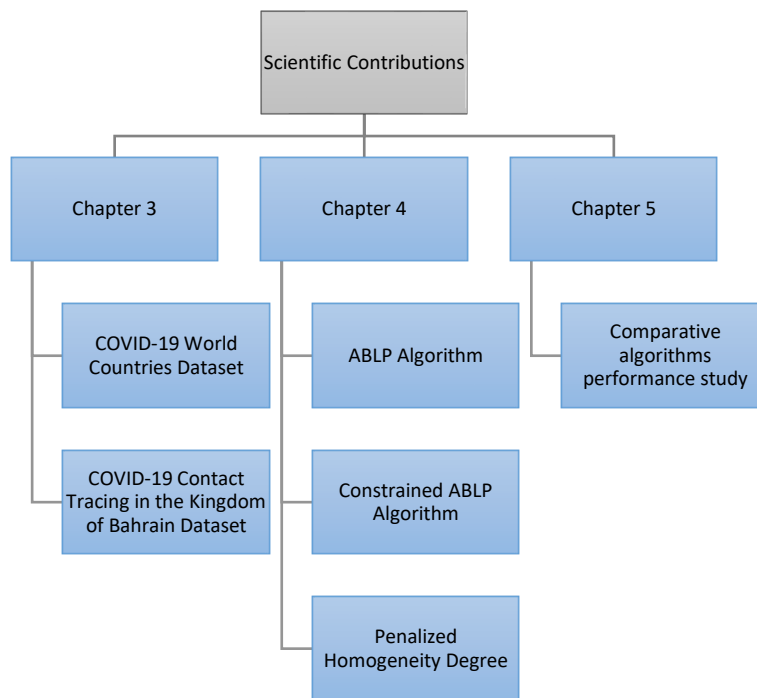 Scientific Contributions
Chapter 3
Chapter 4
Chapter 5
COVID-19 World
Countries Dataset
ABLP Algorithm
Comparative
algorithms
performance study
COVID-19 Contact
Tracing in the Kingdom
of Bahrain Dataset
Constrained ABLP
Algorithm
Penalized
Homogeneity Degree